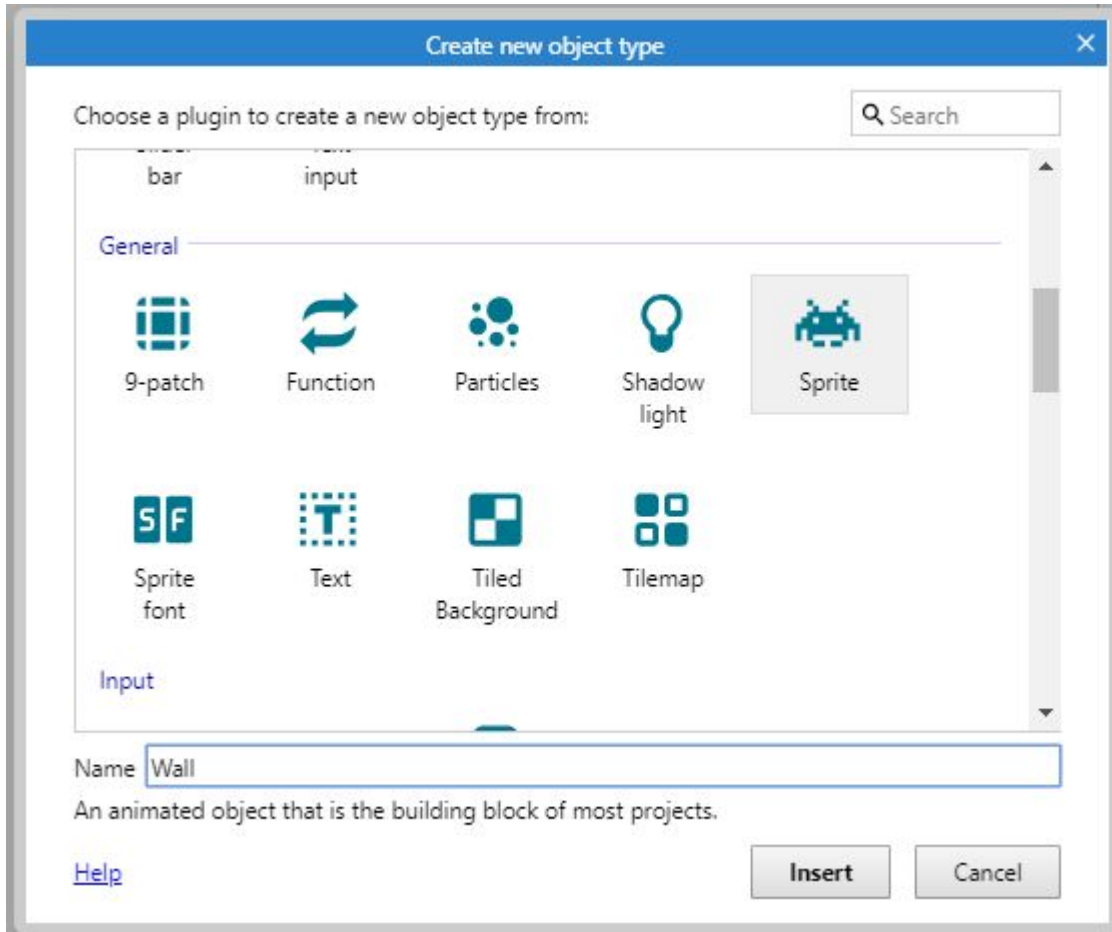 Create new object type
Choose a plugin to create a new object type from:
Search
bar
input
General
9-patch
Function
Particles
Shadow
light
Sprite
SF
Sprite
font
T
Text
Tiled
Background
Tilemap
Input
Name Wall
An animated object that is the building block of most projects.
Help
Insert
Cancel